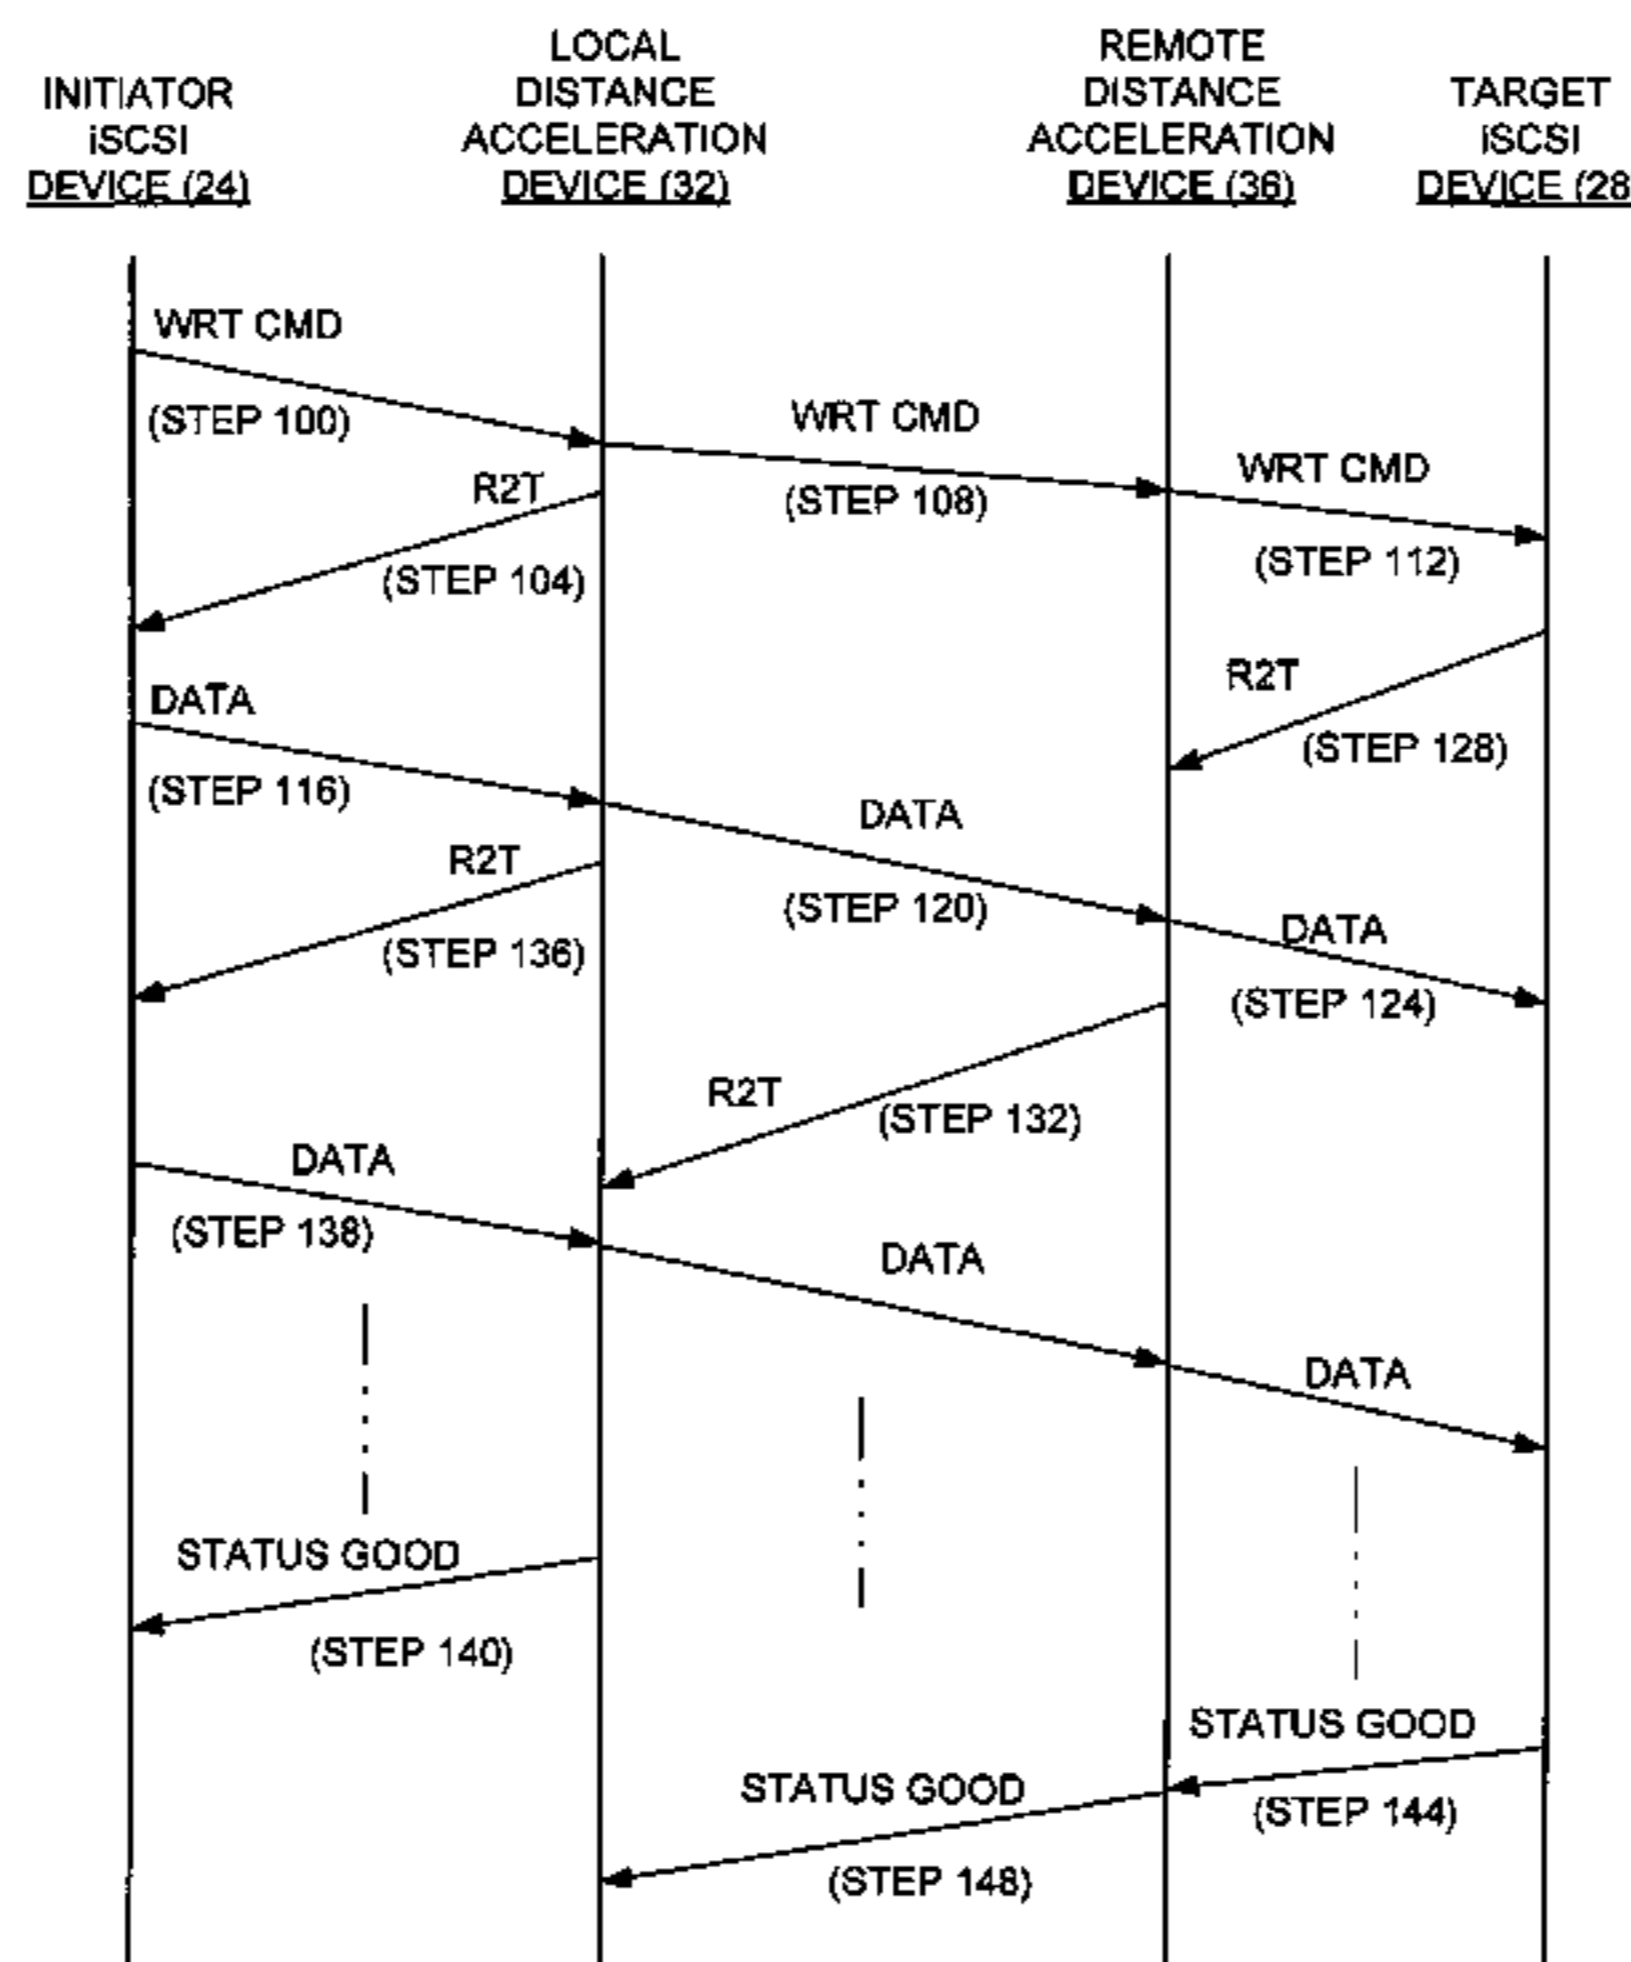 INITIATOR
iSCSI
DEVICE (24)
LOCAL
DISTANCE
ACCELERATION
DEVICE (32)
REMOTE
DISTANCE
ACCELERATION
DEVICE (36)
TARGET
iSCSI
DEVICE (28
WRT CMD
(STEP 100)
WRT CMD
(STEP 108)
WRT CMD
(STEP 112)
R2T
(STEP 104)
R2T
(STEP 128)
DATA
(STEP 116)
DATA
(STEP 120)
DATA
(STEP 124)
R2T
(STEP 136)
R2T
(STEP 132)
DATA
(STEP 138)
DATA
DATA
STATUS GOOD
(STEP 140)
STATUS GOOD
(STEP 144)
STATUS GOOD
(STEP 148)